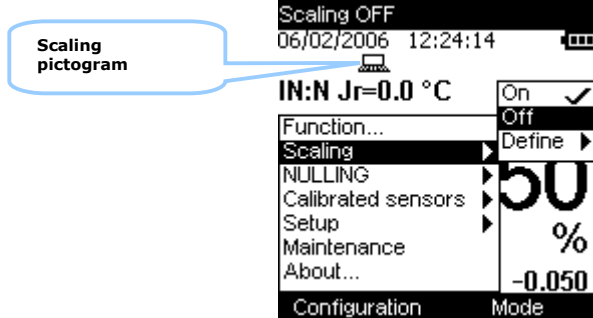 Scaling
pictogram
Scaling OFF
06/02/2006 12:24:14
IN:N Jr=0.0 °C
On
Off
Define
Function...
Scaling
NULLING
Calibrated sensors
Setup
Maintenance
About...
50
%
-0.050
Configuration Mode